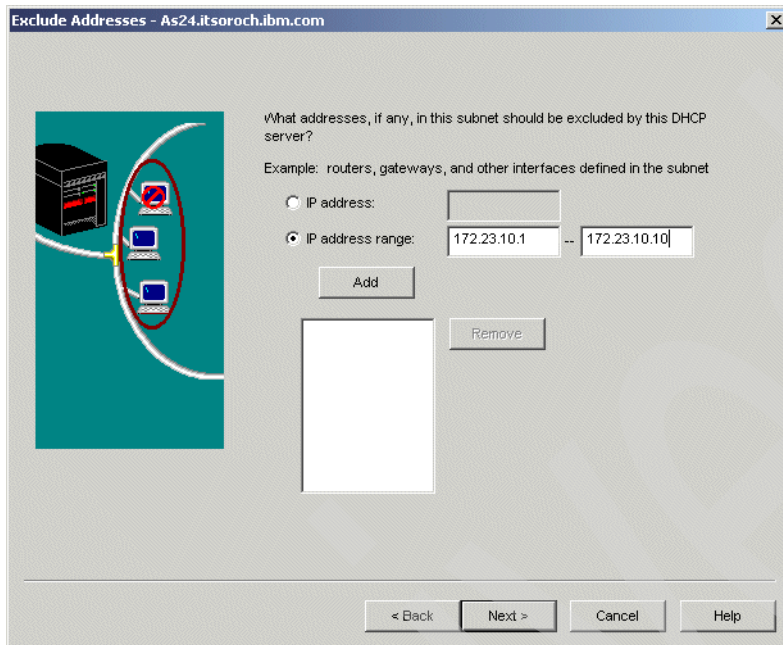 Exclude Addresses - As24.itsoroch.ibm.com
What addresses, if any, in this subnet should be excluded by this DHCP
server?
Example: routers, gateways, and other interfaces defined in the subnet
IP address:
IP address range: 172.23.10.1 -- 172.23.10.10
Add
Remove
< Back Next > Cancel Help